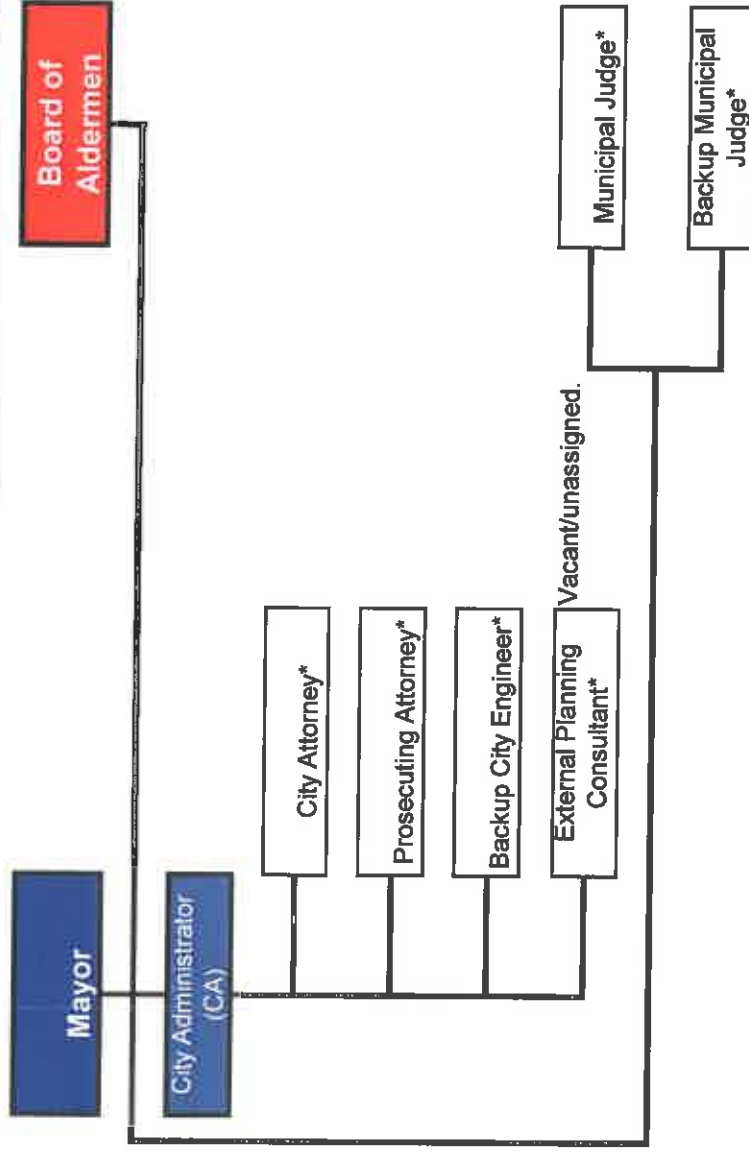 Mayor
Board of
Aldermen
City Administrator
(CA)
City Attorney*
Prosecuting Attorney*
Backup City Engineer*
External Planning
Consultant*
Vacant/unassigned.
Municipal Judge*
Backup Municipal
Judge*